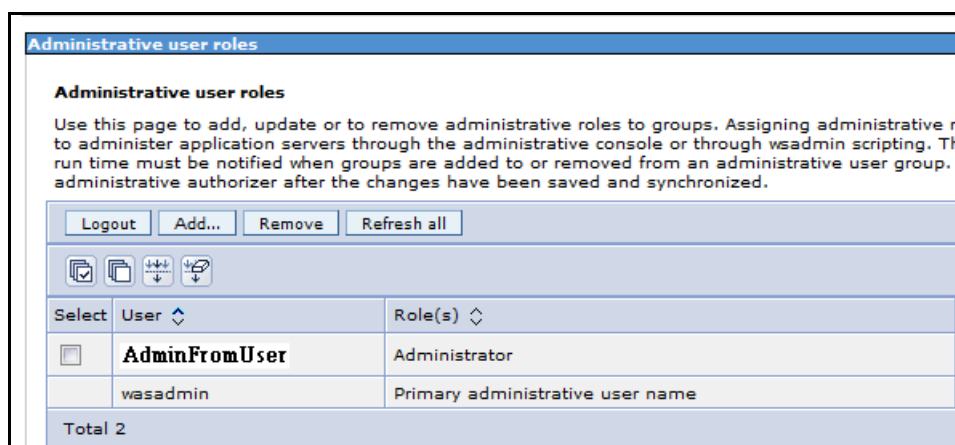 Administrative user roles
Administrative user roles
Use this page to add, update or to remove administrative roles to groups. Assigning administrative
to administer application servers through the administrative console or through wsadmin scripting.
run time must be notified when groups are added to or removed from an administrative user group.
administrative authorizer after the changes have been saved and synchronized.
Logout Add... Remove Refresh all
Select User Role(s)
AdminFromUser Administrator
wasadmin Primary administrative user name
Total 2